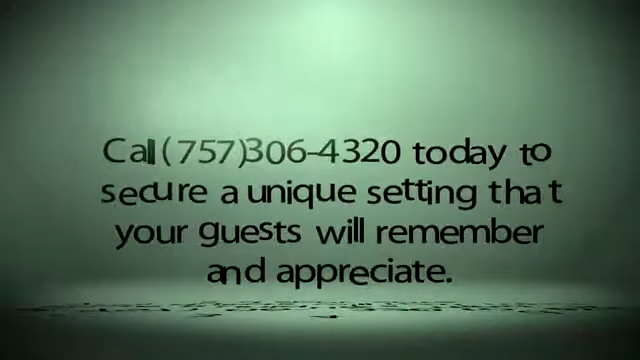 Call (757)306-4320 today to
secure a unique setting that
your guests will remember
and appreciate.